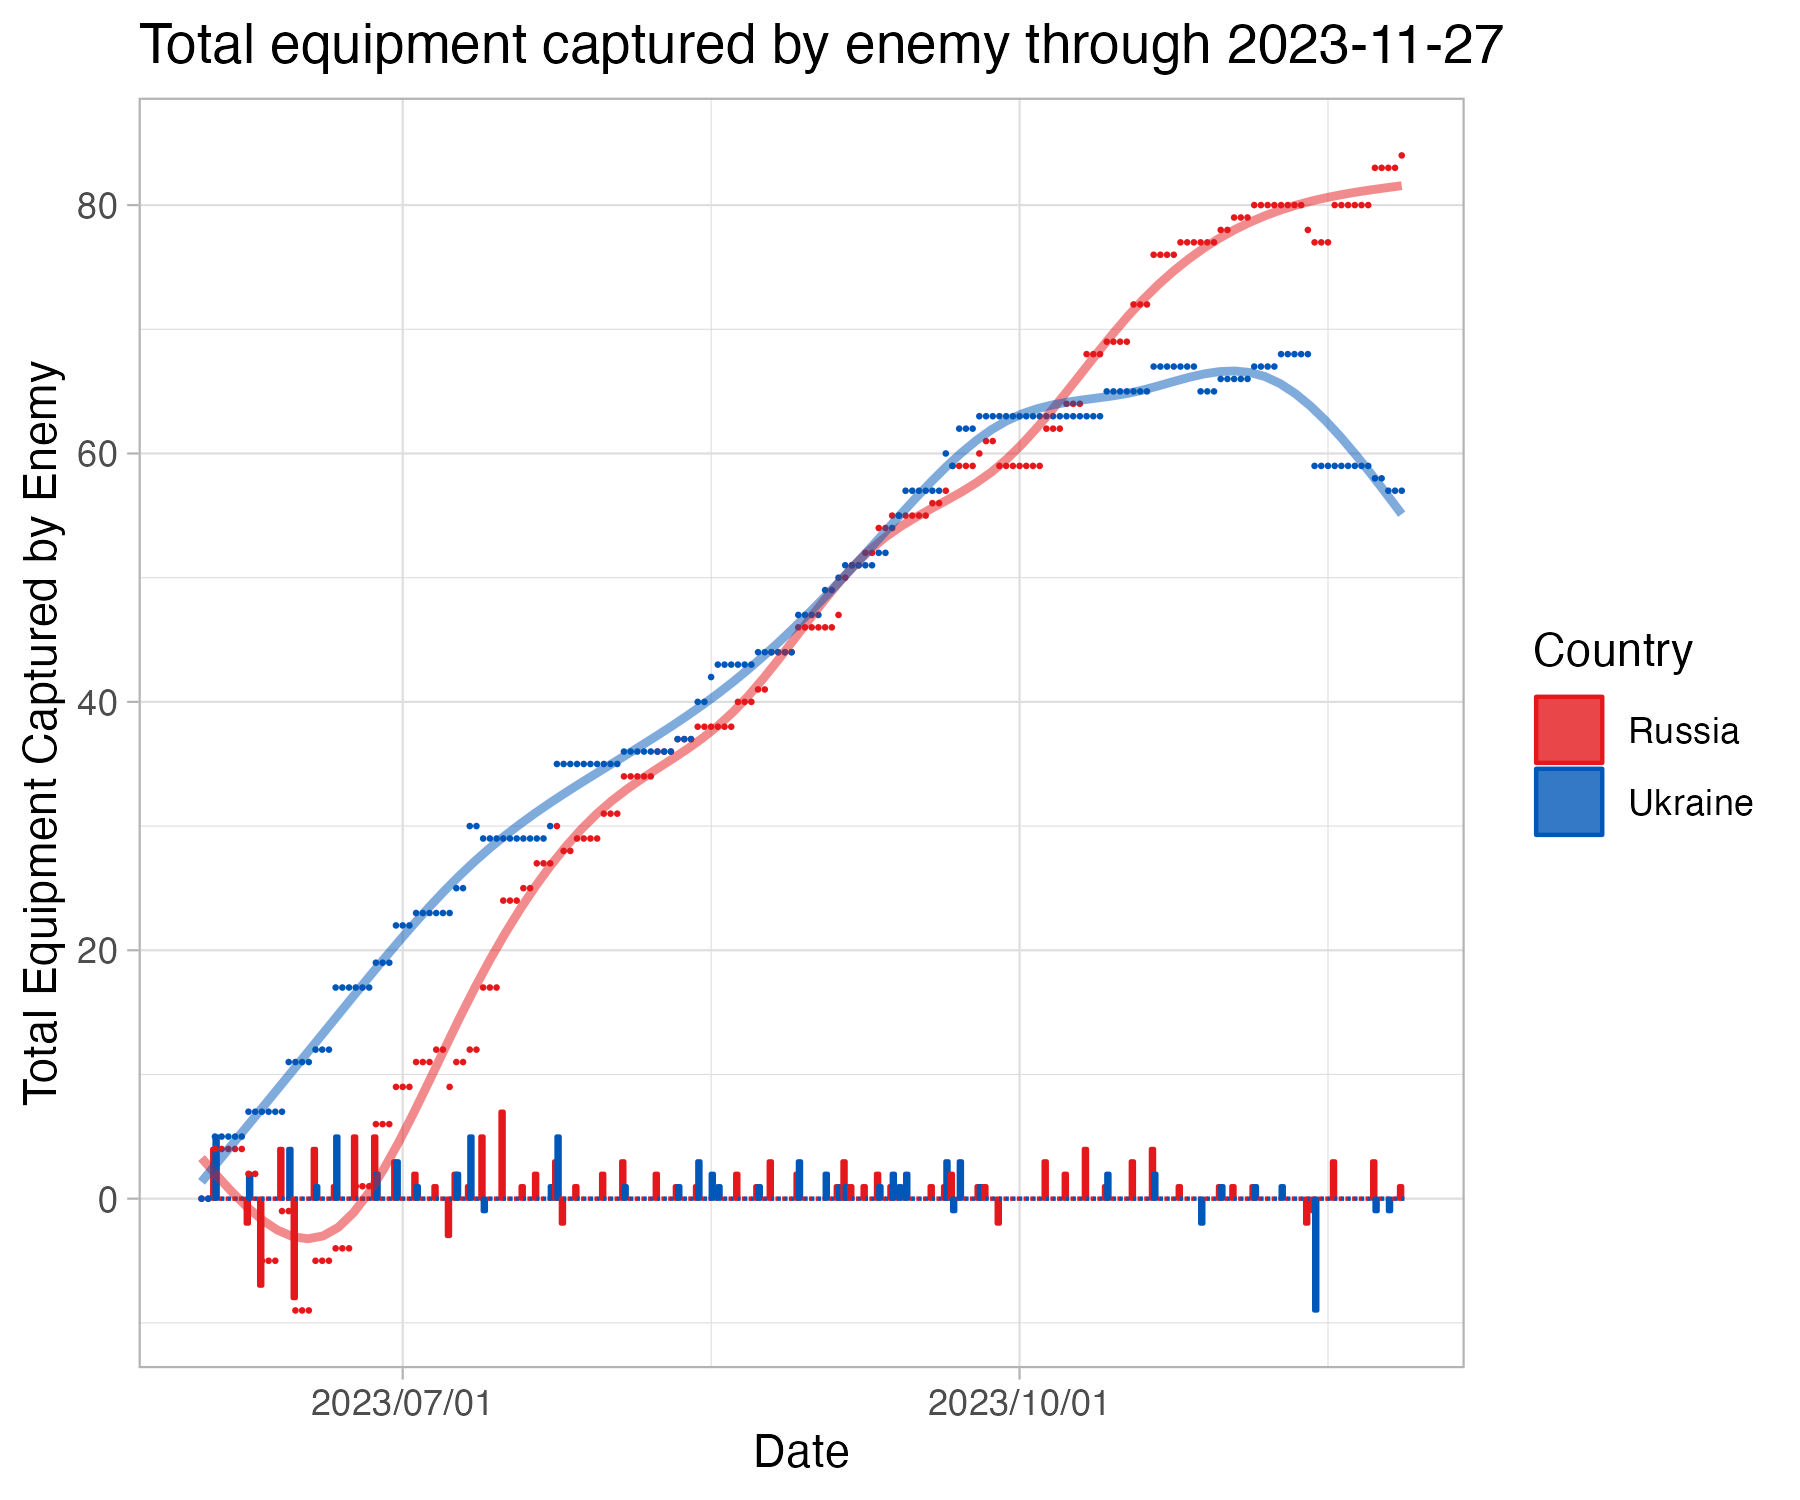 Total equipment captured by enemy through 2023-11-27
Total Equipment Captured by Enemy
80
60
40
20
0
2023/07/01
2023/10/01
Date
Country
Russia
Ukraine